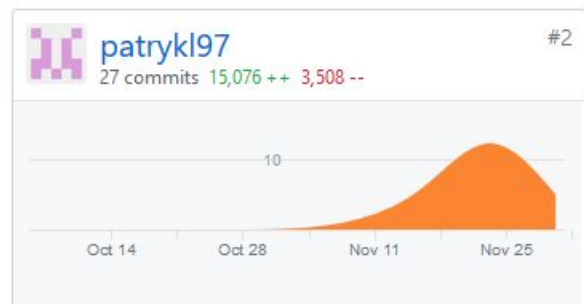 patrykl97
#2
27 commits 15,076 ++ 3,508 --
10
Oct 14 Oct 28 Nov 11 Nov 25